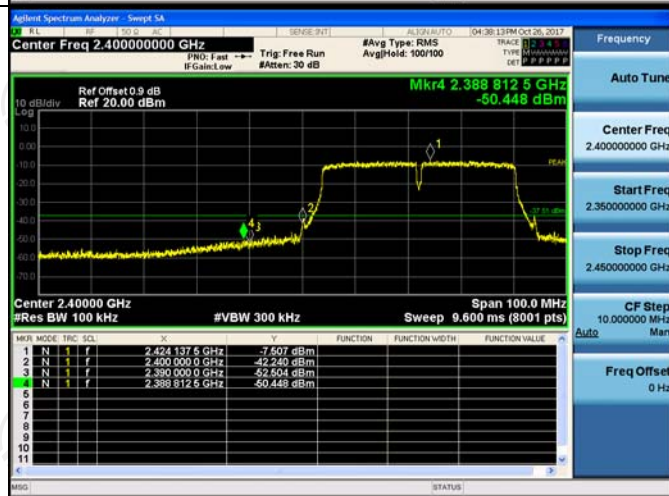 Agilent Spectrum Analyzer - Swept SA
RL RF 50 Ω AC SENSE:INT ALIGN AUTO 04:38:13 PM Oct 26, 2017
Center Freq 2.400000000 GHz #Avg Type: RMS TRACE 1 2 3 4 5 6
PNO: Fast Trig: Free Run Avg|Hold: 100/100 TYPE
IFGain:Low #Atten: 30 dB DET P P P P P P
Mkr4 2.388 812 5 GHz
Ref Offset 0.9 dB
-50.448 dBm
10 dB/div Ref 20.00 dBm
Log
10.0
0.00
-10.0
-20.0
-30.0
-40.0
-50.0
-60.0
-70.0
1
2
4
3
PEAK
-37.51 dBm
Center 2.40000 GHz Span 100.0 MHz
#Res BW 100 kHz #VBW 300 kHz Sweep 9.600 ms (8001 pts)
MKR MODE TRC SCL X Y FUNCTION FUNCTION WIDTH FUNCTION VALUE
1 N 1 f 2.424 137 5 GHz -7.507 dBm
2 N 1 f 2.400 000 0 GHz -42.240 dBm
3 N 1 f 2.390 000 0 GHz -52.504 dBm
4 N 1 f 2.388 812 5 GHz -50.448 dBm
5
6
7
8
9
10
11
MSG STATUS
Frequency
Auto Tune
Center Freq
2.400000000 GHz
Start Freq
2.350000000 GHz
Stop Freq
2.450000000 GHz
CF Step
10.000000 MHz
Auto Man
Freq Offset
0 Hz